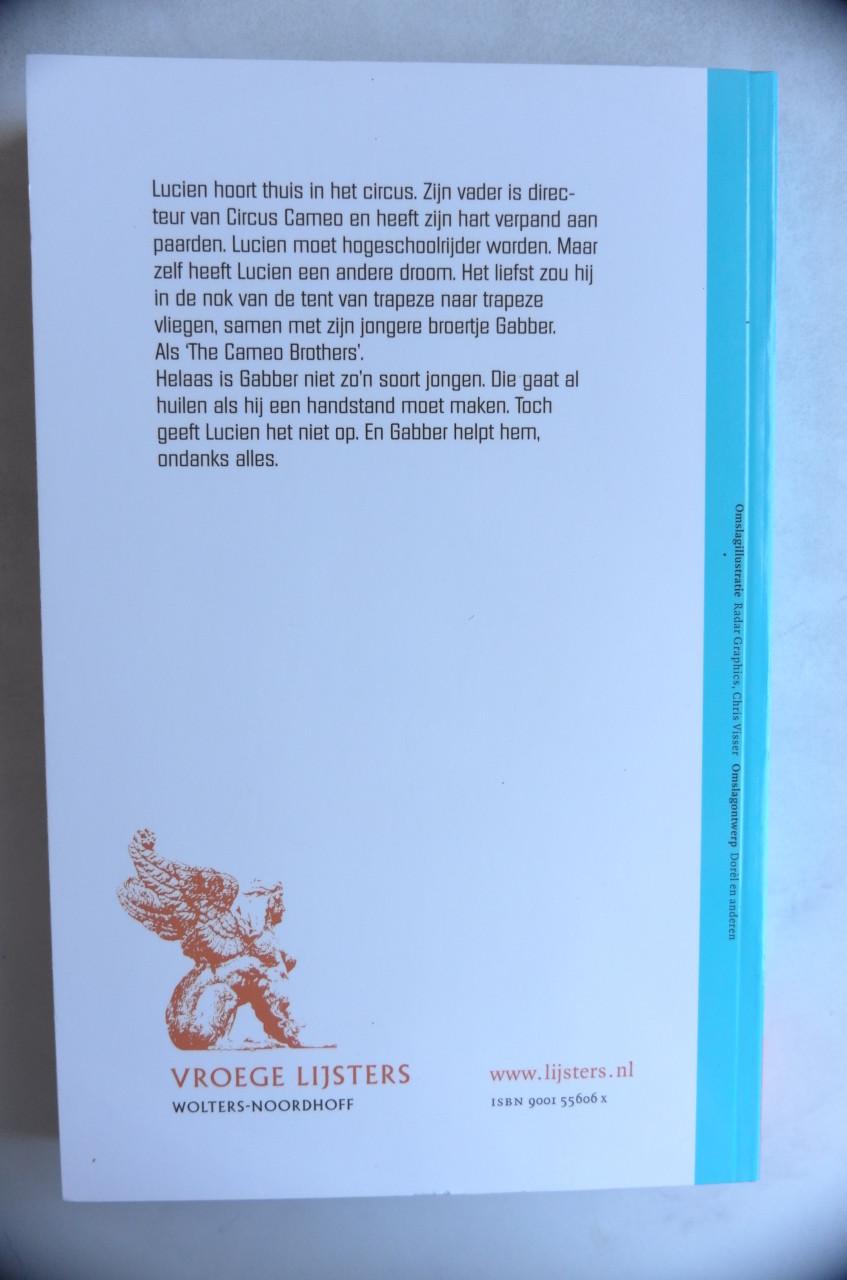 Lucien hoort thuis in het circus. Zijn vader is direc-
teur van Circus Cameo en heeft zijn hart verpand aan
paarden. Lucien moet hogeschoolrijder worden. Maar
zelf heeft Lucien een andere droom. Het liefst zou hij
in de nok van de tent van trapeze naar trapeze
vliegen, samen met zijn jongere broertje Gabber.
Als 'The Cameo Brothers'.
Helaas is Gabber niet zo'n soort jongen. Die gaat al
huilen als hij een handstand moet maken. Toch
geeft Lucien het niet op. En Gabber helpt hem,
ondanks alles.
Omslagillustratie Radar Graphics, Chris Visser Omslagontwerp Dorèl en anderen
VROEGE LIJSTERS
WOLTERS-NOORDHOFF
www.lijsters.nl
ISBN 9001 55606 x